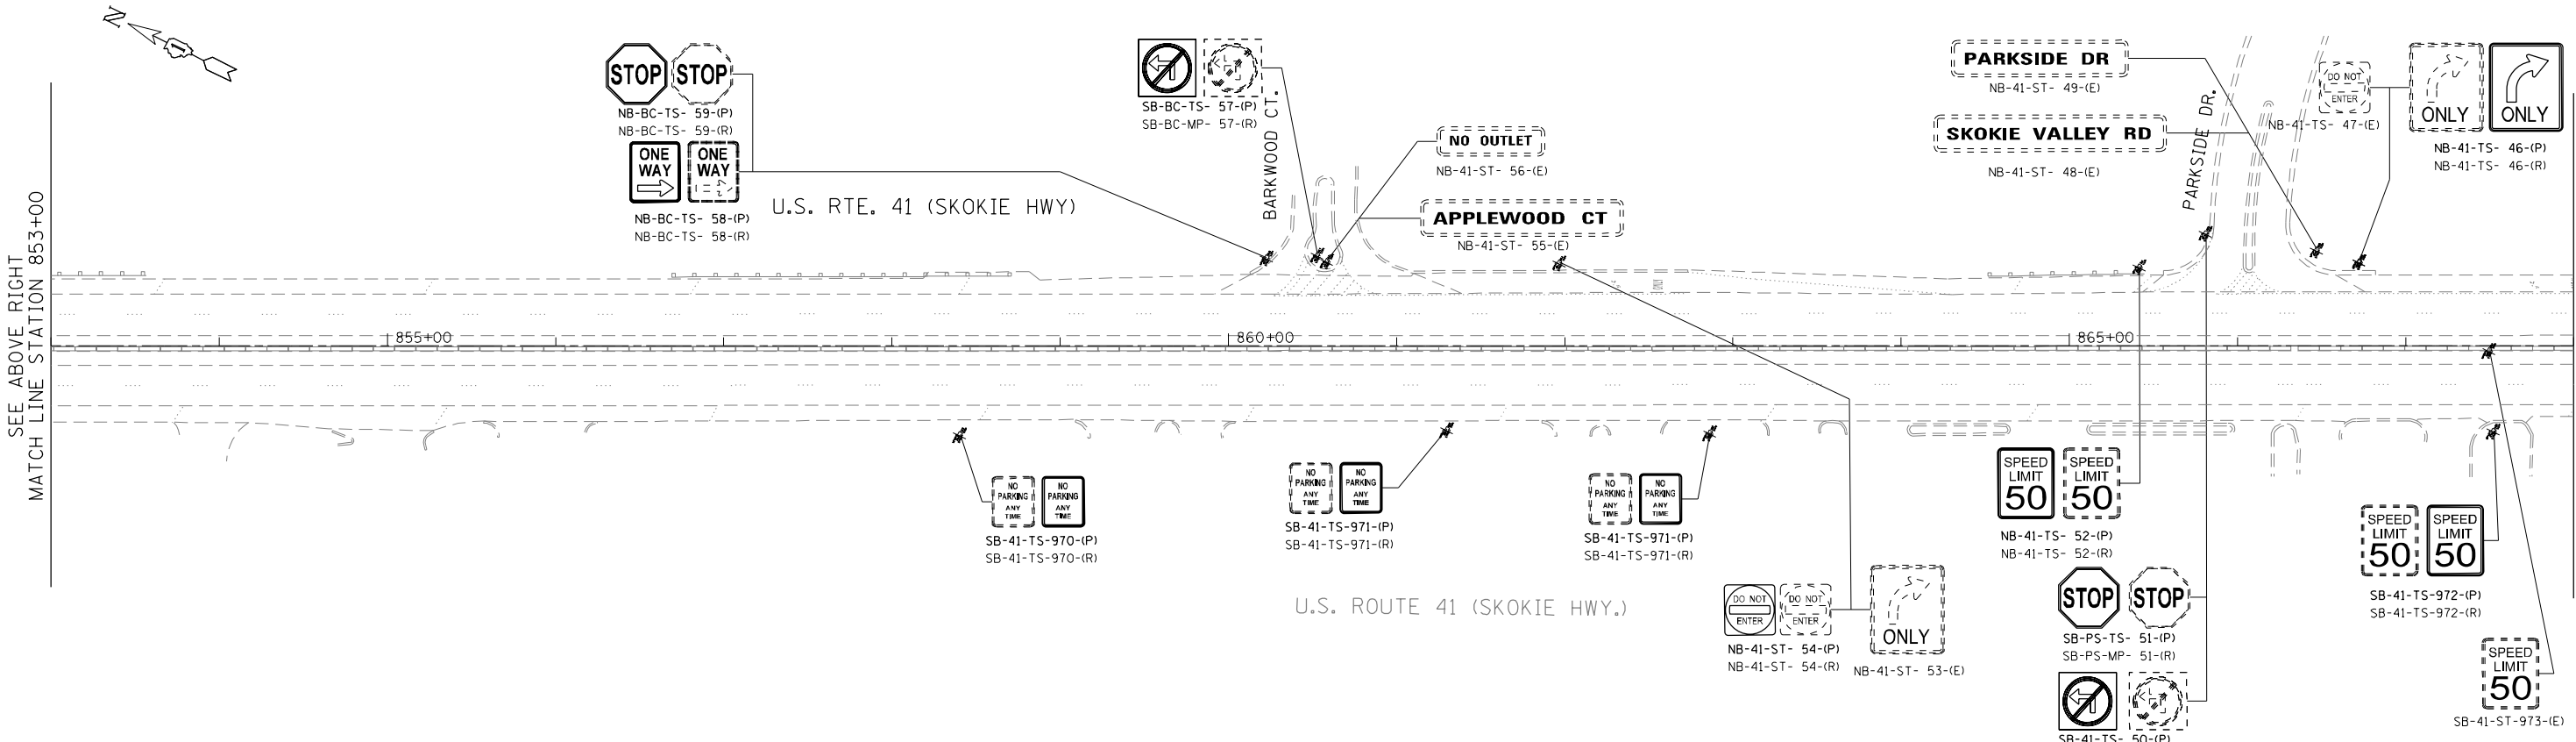 N
1
SEE ABOVE RIGHT
MATCH LINE STATION 853+00
STOP
STOP
NB-BC-TS- 59-(P)
NB-BC-TS- 59-(R)
ONE
WAY
ONE
WAY
NB-BC-TS- 58-(P)
NB-BC-TS- 58-(R)
U.S. RTE. 41 (SKOKIE HWY)
SB-BC-TS- 57-(P)
SB-BC-MP- 57-(R)
BARKWOOD CT.
NO OUTLET
NB-41-ST- 56-(E)
APPLEWOOD CT
NB-41-ST- 55-(E)
PARKSIDE DR
NB-41-ST- 49-(E)
SKOKIE VALLEY RD
NB-41-ST- 48-(E)
PARKSIDE DR.
DO NOT
ENTER
NB-41-TS- 47-(E)
ONLY
ONLY
NB-41-TS- 46-(P)
NB-41-TS- 46-(R)
855+00
860+00
865+00
NO
PARKING
ANY
TIME
NO
PARKING
ANY
TIME
SB-41-TS-970-(P)
SB-41-TS-970-(R)
NO
PARKING
ANY
TIME
NO
PARKING
ANY
TIME
SB-41-TS-971-(P)
SB-41-TS-971-(R)
NO
PARKING
ANY
TIME
NO
PARKING
ANY
TIME
SB-41-TS-971-(P)
SB-41-TS-971-(R)
U.S. ROUTE 41 (SKOKIE HWY.)
DO NOT
ENTER
DO NOT
ENTER
NB-41-ST- 54-(P)
NB-41-ST- 54-(R)
ONLY
NB-41-ST- 53-(E)
SPEED
LIMIT
50
SPEED
LIMIT
50
NB-41-TS- 52-(P)
NB-41-TS- 52-(R)
STOP
STOP
SB-PS-TS- 51-(P)
SB-PS-MP- 51-(R)
SB-41-TS- 50-(P)
SPEED
LIMIT
50
SPEED
LIMIT
50
SB-41-TS-972-(P)
SB-41-TS-972-(R)
SPEED
LIMIT
50
SB-41-ST-973-(E)